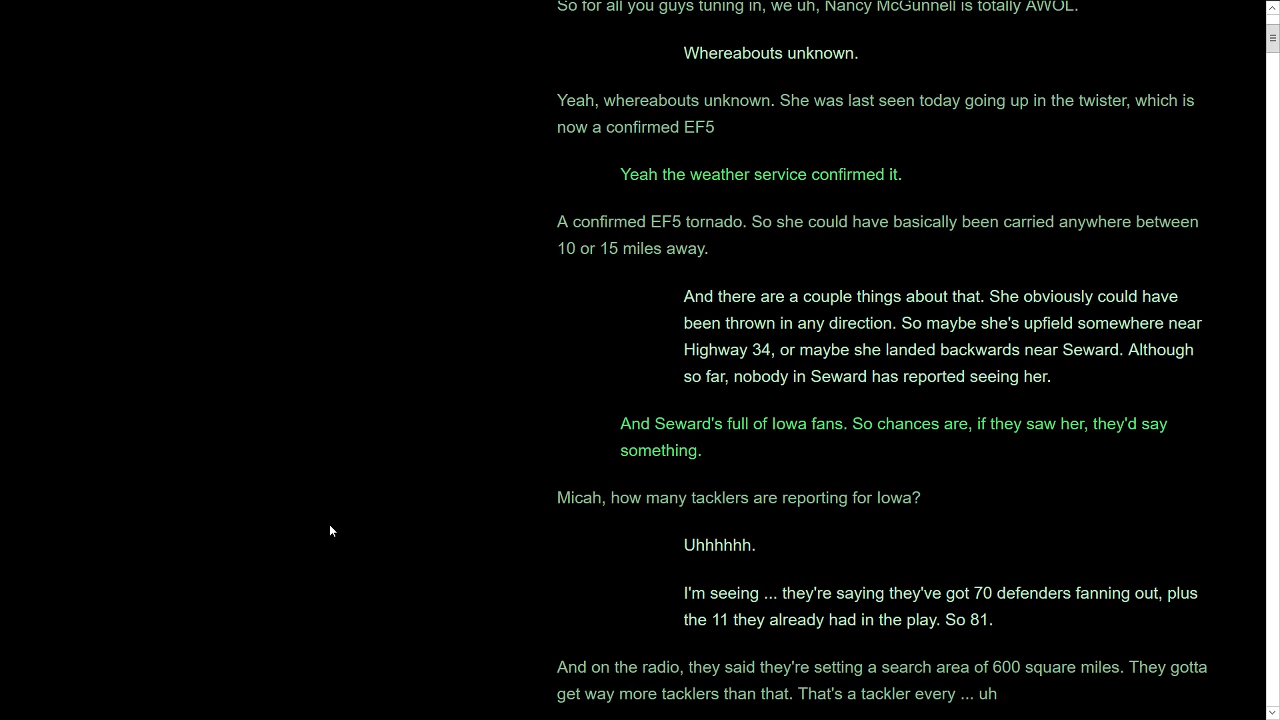 So for all you guys tuning in, we uh, Nancy McGunnell is totally AWOL.
Whereabouts unknown.
Yeah, whereabouts unknown. She was last seen today going up in the twister, which is
now a confirmed EF5
Yeah the weather service confirmed it.
A confirmed EF5 tornado. So she could have basically been carried anywhere between
10 or 15 miles away.
And there are a couple things about that. She obviously could have
been thrown in any direction. So maybe she's upfield somewhere near
Highway 34, or maybe she landed backwards near Seward. Although
so far, nobody in Seward has reported seeing her.
And Seward's full of Iowa fans. So chances are, if they saw her, they'd say
something.
Micah, how many tacklers are reporting for Iowa?
Uhhhhhh.
I'm seeing ... they're saying they've got 70 defenders fanning out, plus
the 11 they already had in the play. So 81.
And on the radio, they said they're setting a search area of 600 square miles. They gotta
get way more tacklers than that. That's a tackler every ... uh